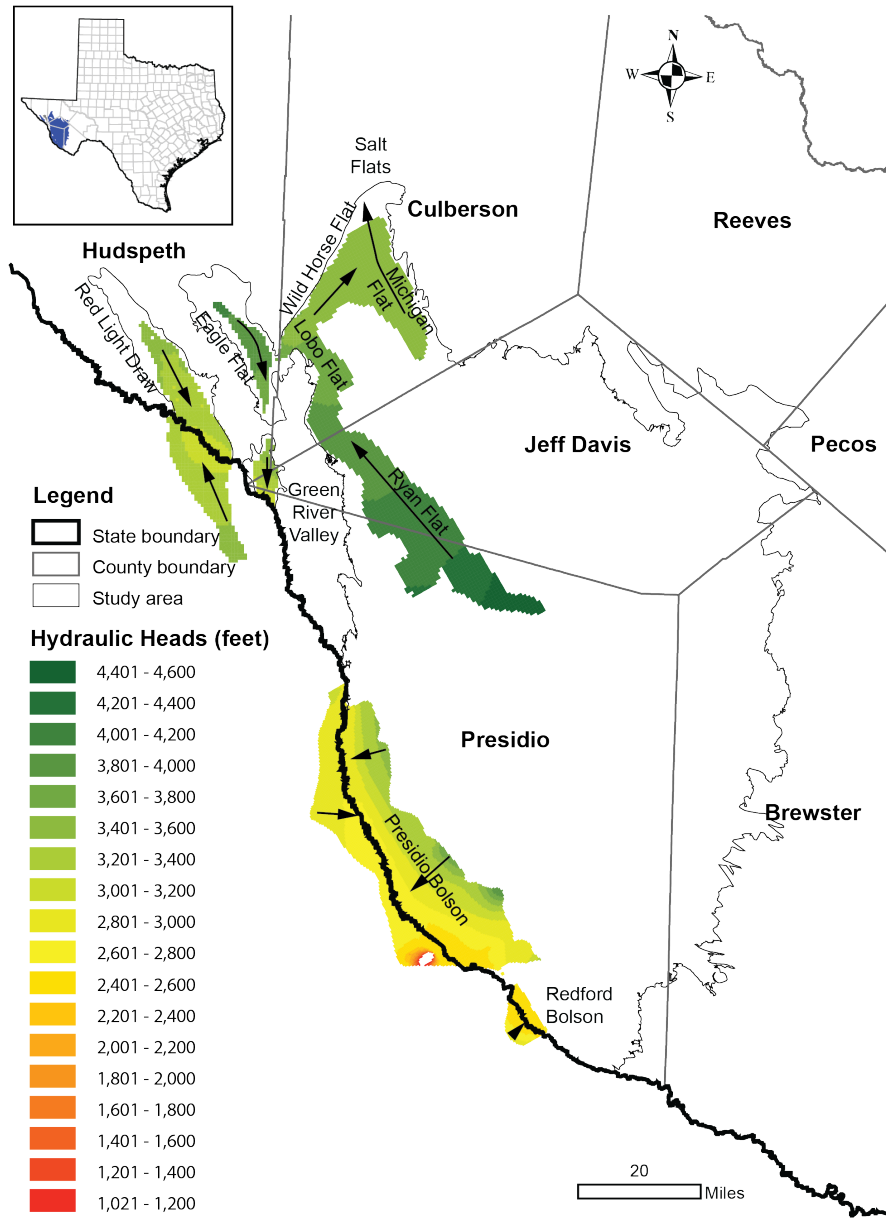 N
W
E
S
Salt
Flats
Culberson
Reeves
Hudspeth
Wild Horse Flat
Michigan
Flat
Red Light Draw
Eagle Flat
Lobo Flat
Jeff Davis
Pecos
Ryan Flat
Green
River
Valley
Legend
State boundary
County boundary
Study area
Hydraulic Heads (feet)
4,401 - 4,600
4,201 - 4,400
4,001 - 4,200
3,801 - 4,000
3,601 - 3,800
3,401 - 3,600
3,201 - 3,400
3,001 - 3,200
2,801 - 3,000
2,601 - 2,800
2,401 - 2,600
2,201 - 2,400
2,001 - 2,200
1,801 - 2,000
1,601 - 1,800
1,401 - 1,600
1,201 - 1,400
1,021 - 1,200
Presidio
Brewster
Presidio Bolson
Redford
Bolson
20
Miles